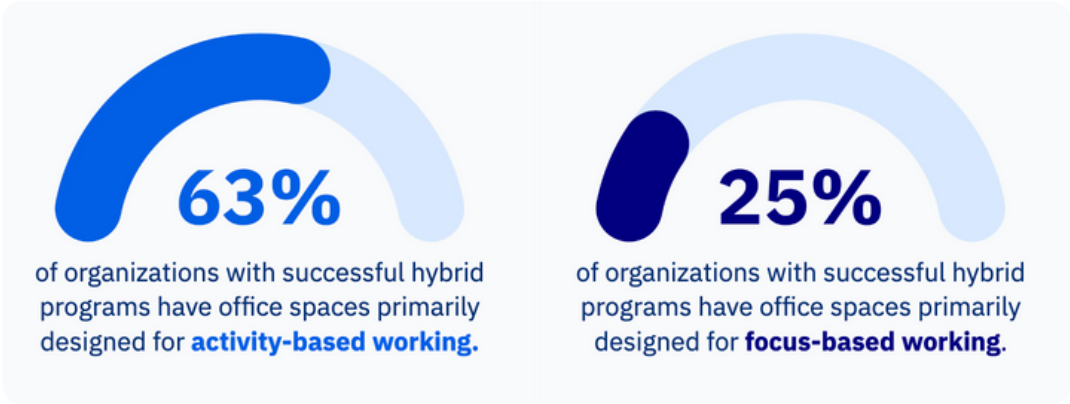 63%
of organizations with successful hybrid
programs have office spaces primarily
designed for activity-based working.
25%
of organizations with successful hybrid
programs have office spaces primarily
designed for focus-based working.